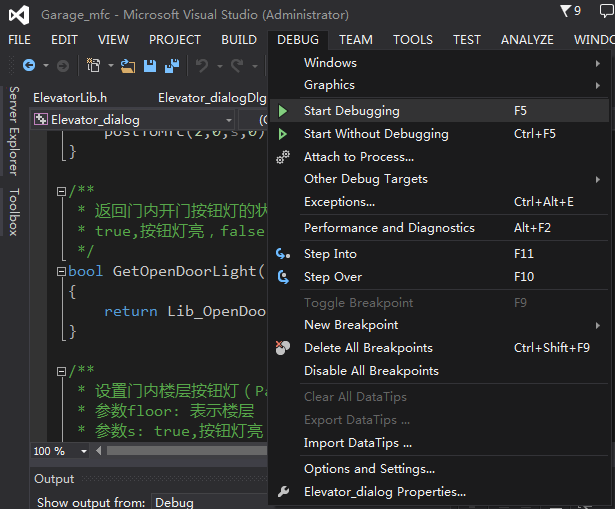 Garage_mfc - Microsoft Visual Studio (Administrator)
9
FILE EDIT VIEW PROJECT BUILD DEBUG TEAM TOOLS TEST ANALYZE WINDO
Server Explorer
Toolbox
ElevatorLib.h Elevator_dialogDlg
Elevator_dialog
postToMfc(2,0,s,0)
}
/**
* 返回门内开门按钮灯的状
* true,按钮灯亮，false
*/
bool GetOpenDoorLight(
{
return Lib_OpenDoo
}
/**
* 设置门内楼层按钮灯（Pa
* 参数floor: 表示楼层
* 参数s: true,按钮灯亮
100 %
Output
Show output from: Debug
Windows
Graphics
Start Debugging F5
Start Without Debugging Ctrl+F5
Attach to Process...
Other Debug Targets
Exceptions... Ctrl+Alt+E
Performance and Diagnostics Alt+F2
Step Into F11
Step Over F10
Toggle Breakpoint F9
New Breakpoint
Delete All Breakpoints Ctrl+Shift+F9
Disable All Breakpoints
Clear All DataTips
Export DataTips ...
Import DataTips ...
Options and Settings...
Elevator_dialog Properties...